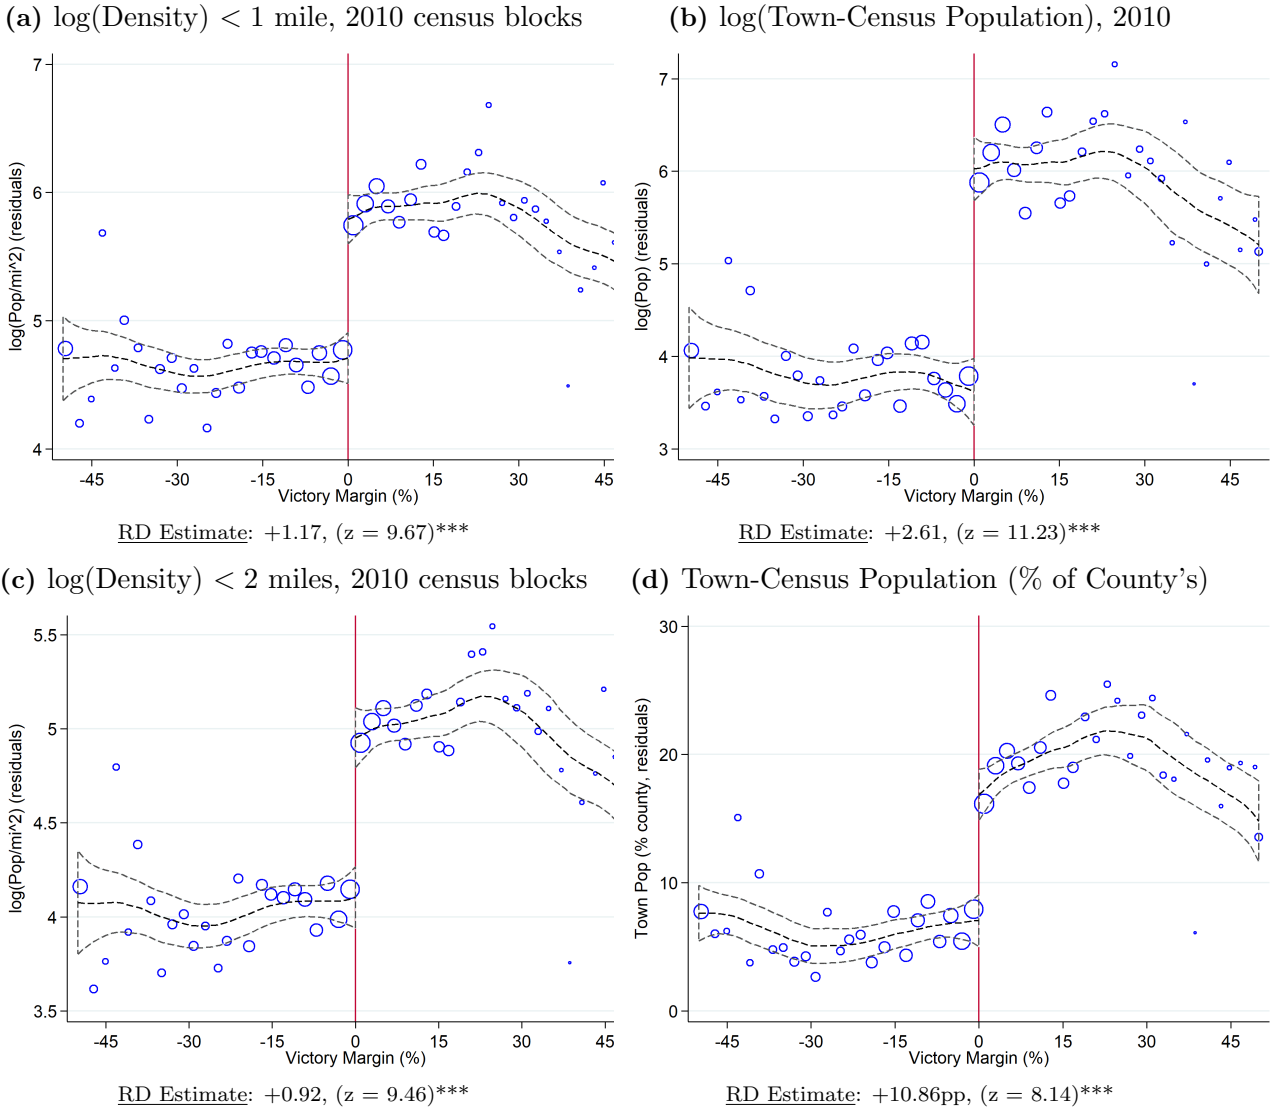 (a) log(Density) < 1 mile, 2010 census blocks
log(Pop/mi^2) (residuals)
7
6
5
4
-45 -30 -15 0 15 30 45
Victory Margin (%)
RD Estimate: +1.17, (z = 9.67)***
(b) log(Town-Census Population), 2010
log(Pop) (residuals)
7
6
5
4
3
-45 -30 -15 0 15 30 45
Victory Margin (%)
RD Estimate: +2.61, (z = 11.23)***
(c) log(Density) < 2 miles, 2010 census blocks
log(Pop/mi^2) (residuals)
5.5
5
4.5
4
3.5
-45 -30 -15 0 15 30 45
Victory Margin (%)
RD Estimate: +0.92, (z = 9.46)***
(d) Town-Census Population (% of County's)
Town Pop (% county, residuals)
30
20
10
0
-45 -30 -15 0 15 30 45
Victory Margin (%)
RD Estimate: +10.86pp, (z = 8.14)***